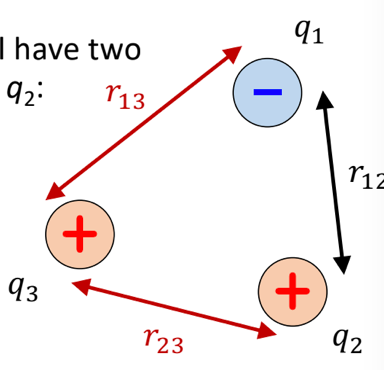 q₁
l have two
q₂:
r₁₃
−
r₁₂
+
q₃
+
r₂₃
q₂